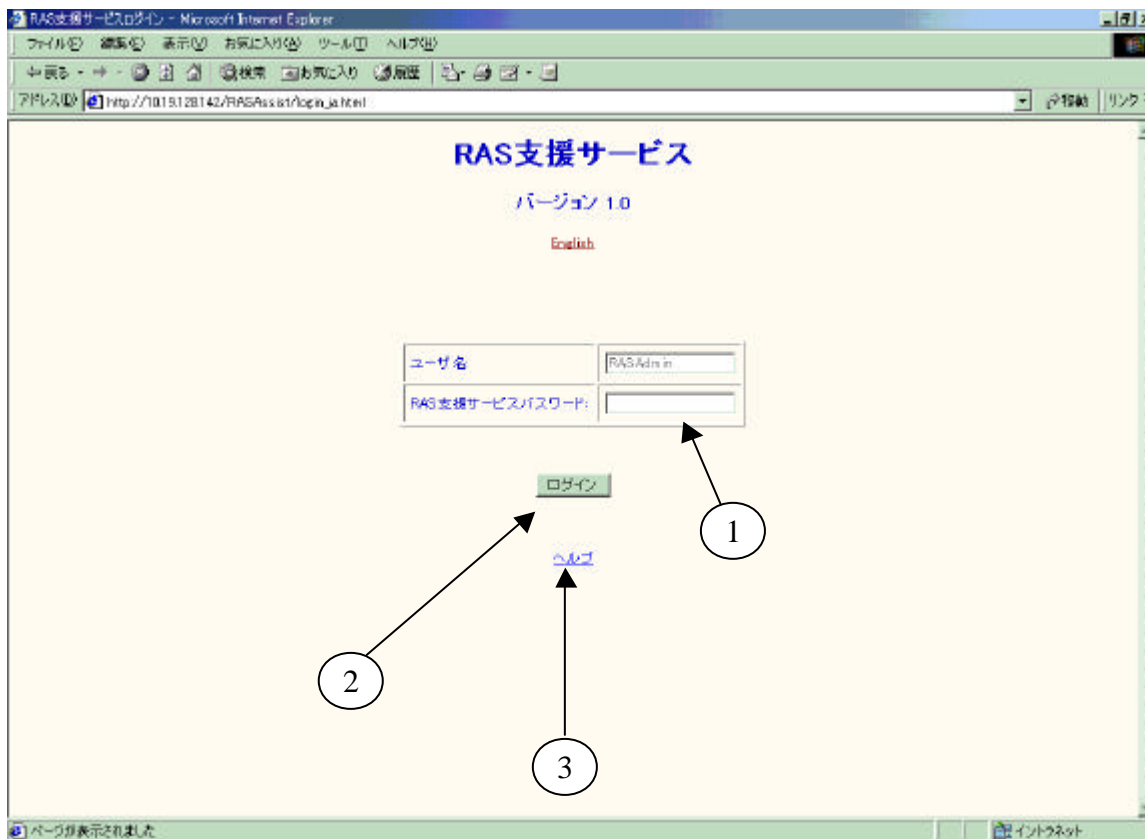 RAS支援サービスログイン - Microsoft Internet Explorer
ファイル(F) 編集(E) 表示(V) お気に入り(A) ツール(T) ヘルプ(H)
戻る 検索 お気に入り 履歴
アドレス(D) http://10.19.128.142/RASAssist/login_ja.html 移動 リンク
RAS支援サービス
バージョン 1.0
English
ユーザ名 RASAdmin
RAS支援サービスパスワード:
ログイン
1
ヘルプ
2
3
ページが表示されました イントラネット